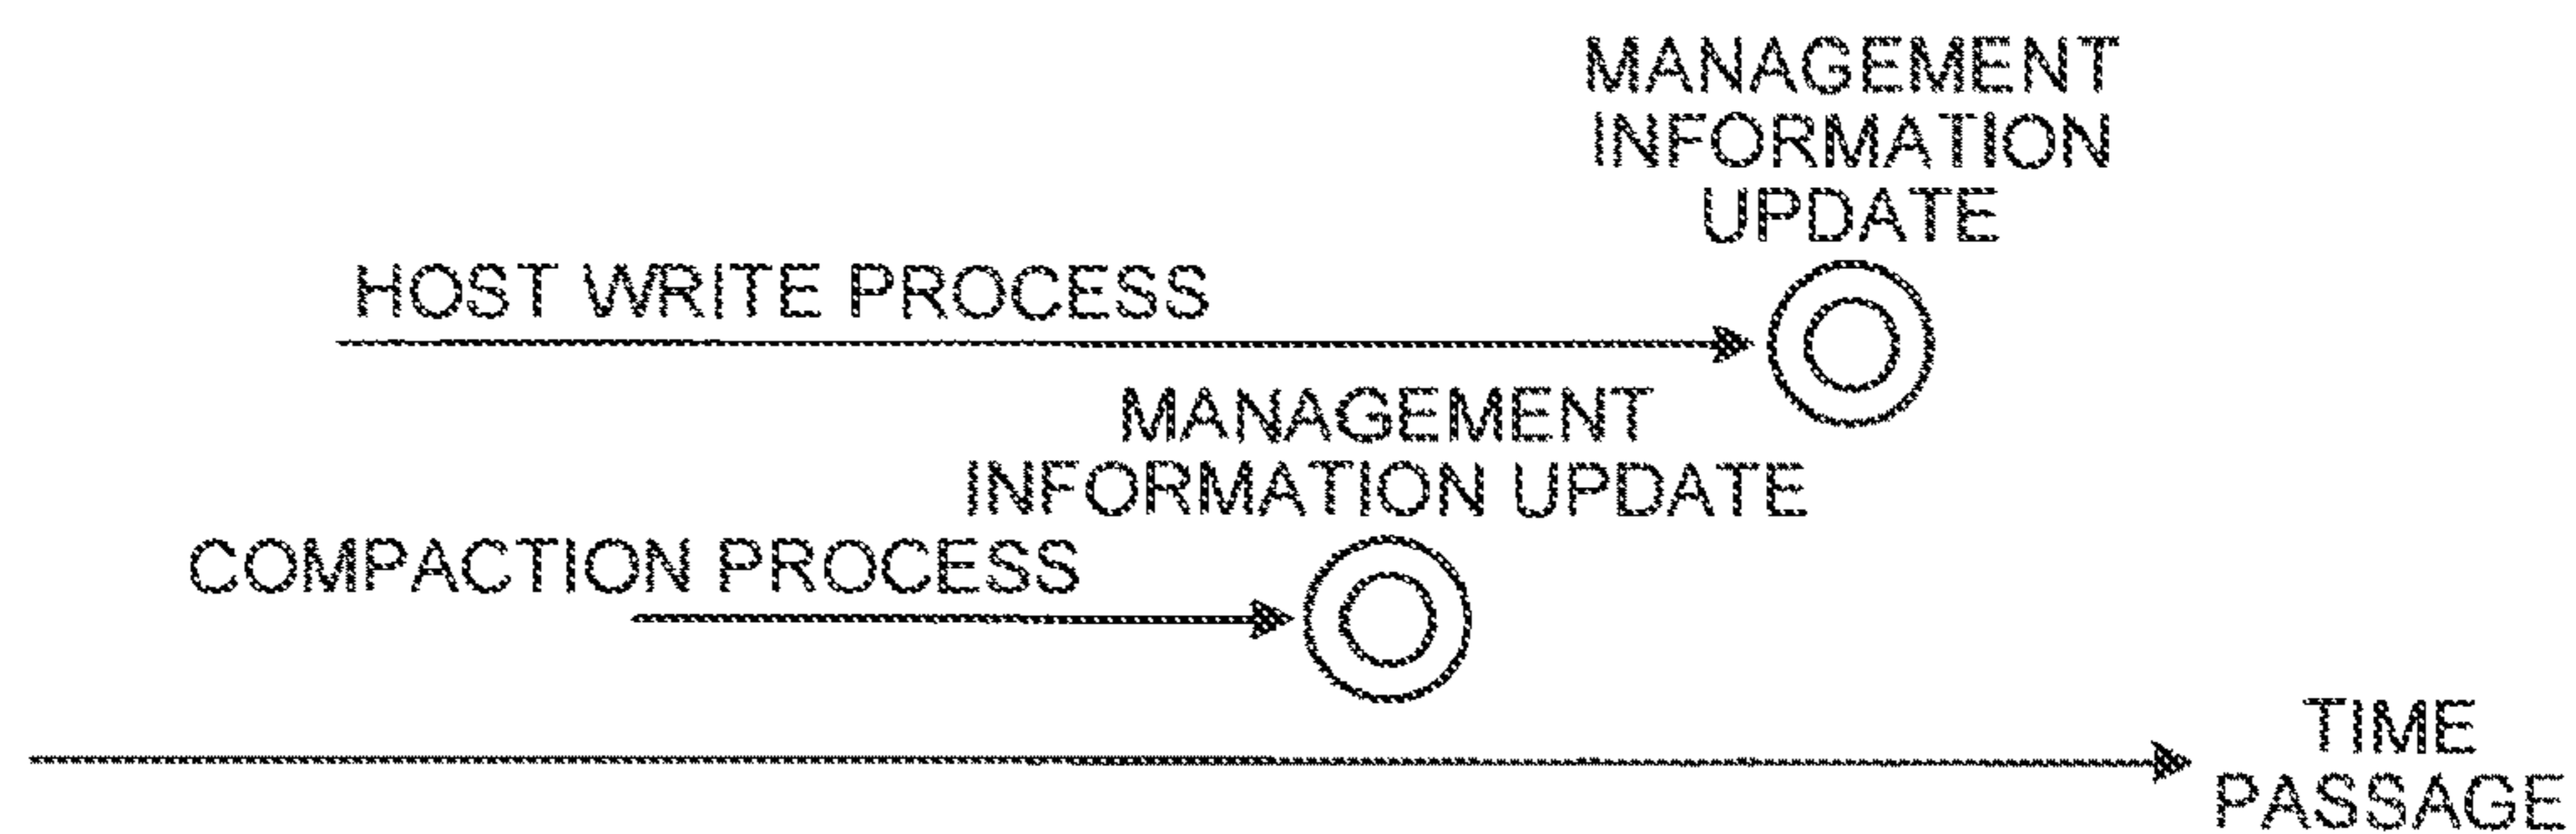 MANAGEMENT
INFORMATION
UPDATE
HOST WRITE PROCESS
MANAGEMENT
INFORMATION UPDATE
COMPACTION PROCESS
TIME
PASSAGE